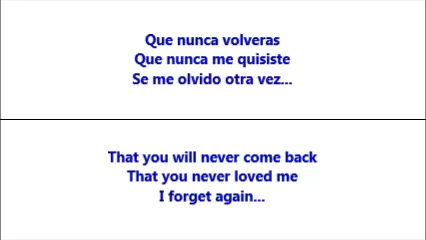 Que nunca volveras
Que nunca me quisiste
Se me olvido otra vez...
That you will never come back
That you never loved me
I forget again...